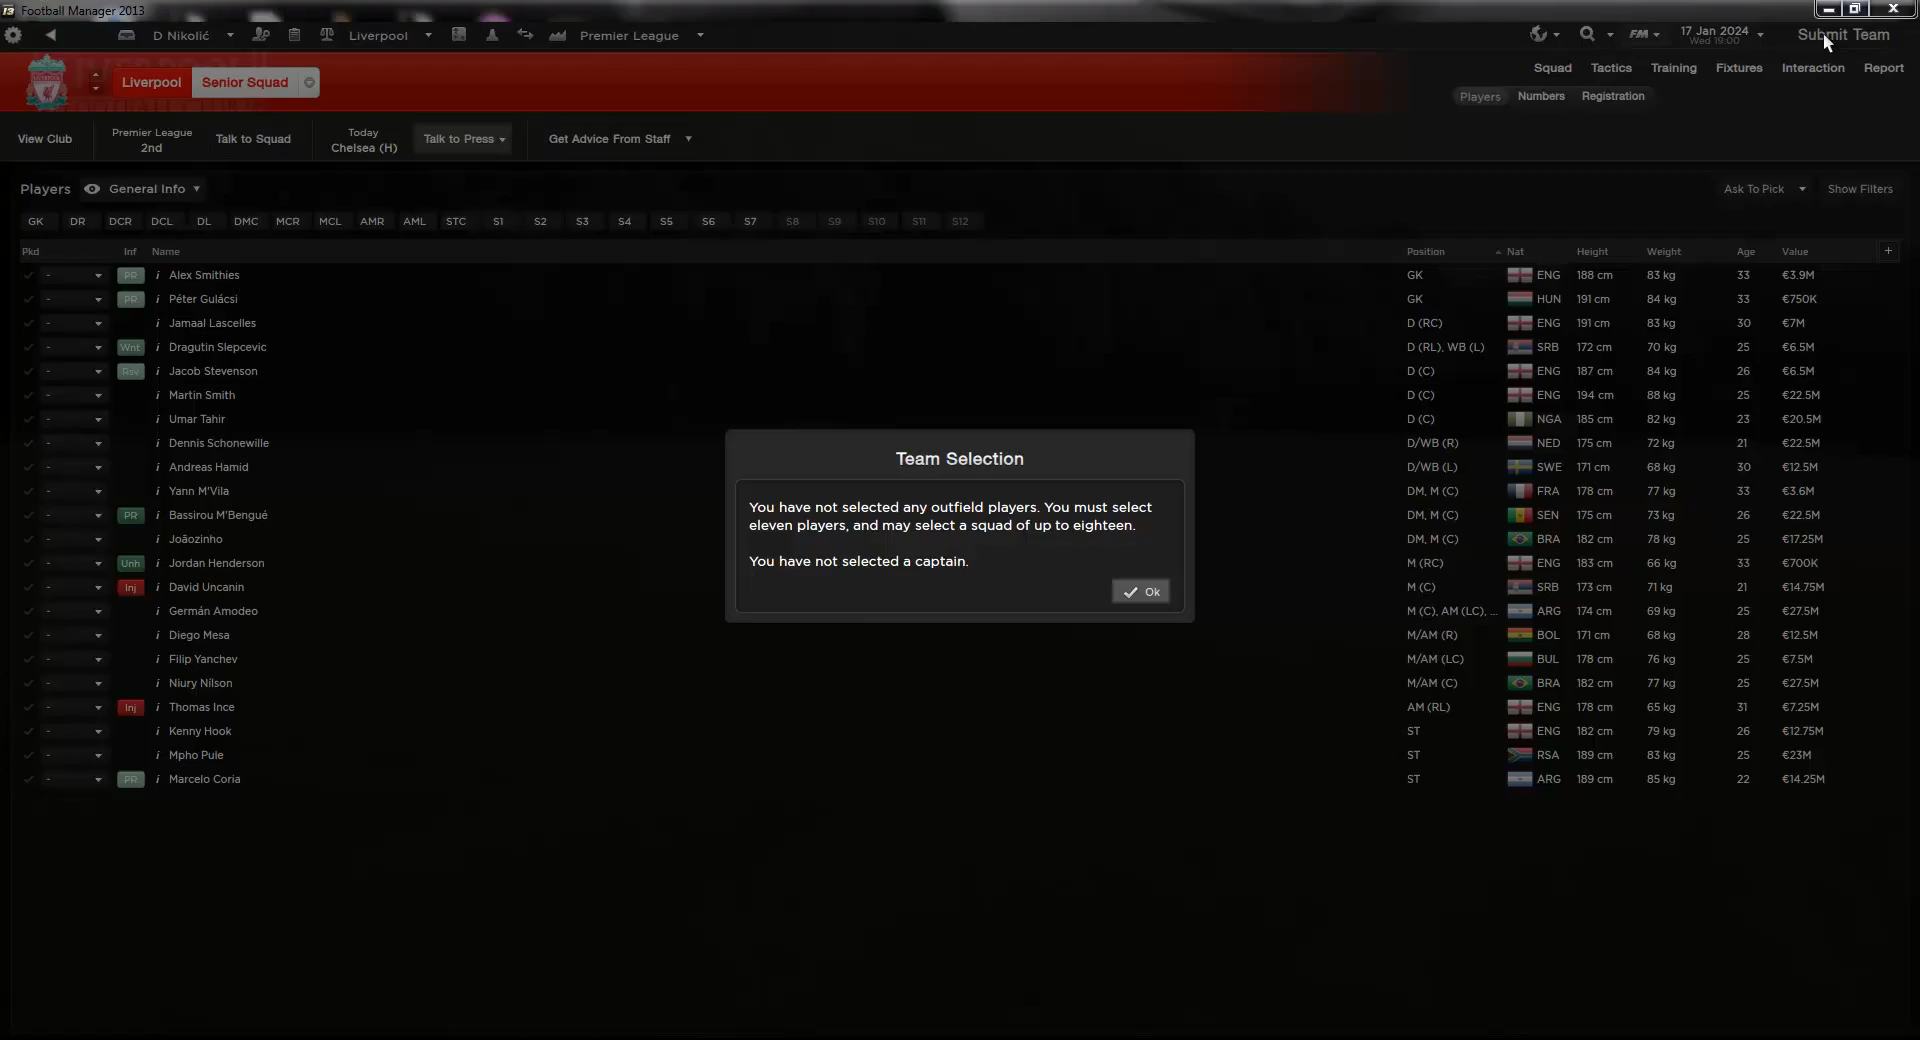 Football Manager 2013
D Nikolić Liverpool Premier League FM 17 Jan 2024 Submit Team
Wed 19:00
Liverpool Senior Squad
Squad Tactics Training Fixtures Interaction Report
Players Numbers Registration
View Club Premier League 2nd Talk to Squad Today Chelsea (H) Talk to Press Get Advice From Staff
Players General Info Ask To Pick Show Filters
GK DR DCR DCL DL DMC MCR MCL AMR AML STC S1 S2 S3 S4 S5 S6 S7 S8 S9 S10 S11 S12
Pkd Inf Name Position Nat Height Weight Age Value +
- PR i Alex Smithies GK ENG 188 cm 83 kg 33 €3.9M
- PR i Péter Gulácsi GK HUN 191 cm 84 kg 33 €750K
- i Jamaal Lascelles D (RC) ENG 191 cm 83 kg 30 €7M
- Wnt i Dragutin Slepcevic D (RL), WB (L) SRB 172 cm 70 kg 25 €6.5M
- Rsv i Jacob Stevenson D (C) ENG 187 cm 84 kg 26 €6.5M
- i Martin Smith D (C) ENG 194 cm 88 kg 25 €22.5M
- i Umar Tahir D (C) NGA 185 cm 82 kg 23 €20.5M
- i Dennis Schonewille D/WB (R) NED 175 cm 72 kg 21 €22.5M
- i Andreas Hamid D/WB (L) SWE 171 cm 68 kg 30 €12.5M
- i Yann M'Vila DM, M (C) FRA 178 cm 77 kg 33 €3.6M
- PR i Bassirou M'Bengué DM, M (C) SEN 175 cm 73 kg 26 €22.5M
- i Joãozinho DM, M (C) BRA 182 cm 78 kg 25 €17.25M
- Unh i Jordan Henderson M (RC) ENG 183 cm 66 kg 33 €700K
- Inj i David Uncanin M (C) SRB 173 cm 71 kg 21 €14.75M
- i Germán Amodeo M (C), AM (LC), ... ARG 174 cm 69 kg 25 €27.5M
- i Diego Mesa M/AM (R) BOL 171 cm 68 kg 28 €12.5M
- i Filip Yanchev M/AM (LC) BUL 178 cm 76 kg 25 €7.5M
- i Niury Nílson M/AM (C) BRA 182 cm 77 kg 25 €27.5M
- Inj i Thomas Ince AM (RL) ENG 178 cm 65 kg 31 €7.25M
- i Kenny Hook ST ENG 182 cm 79 kg 26 €12.75M
- i Mpho Pule ST RSA 189 cm 83 kg 25 €23M
- PR i Marcelo Coria ST ARG 189 cm 85 kg 22 €14.25M
Team Selection
You have not selected any outfield players. You must select
eleven players, and may select a squad of up to eighteen.
You have not selected a captain.
Ok